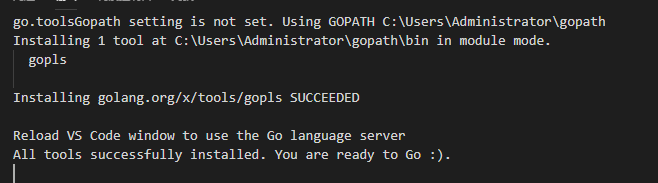 go.toolsGopath setting is not set. Using GOPATH C:\Users\Administrator\gopath
Installing 1 tool at C:\Users\Administrator\gopath\bin in module mode.
gopls
Installing golang.org/x/tools/gopls SUCCEEDED
Reload VS Code window to use the Go language server
All tools successfully installed. You are ready to Go :).